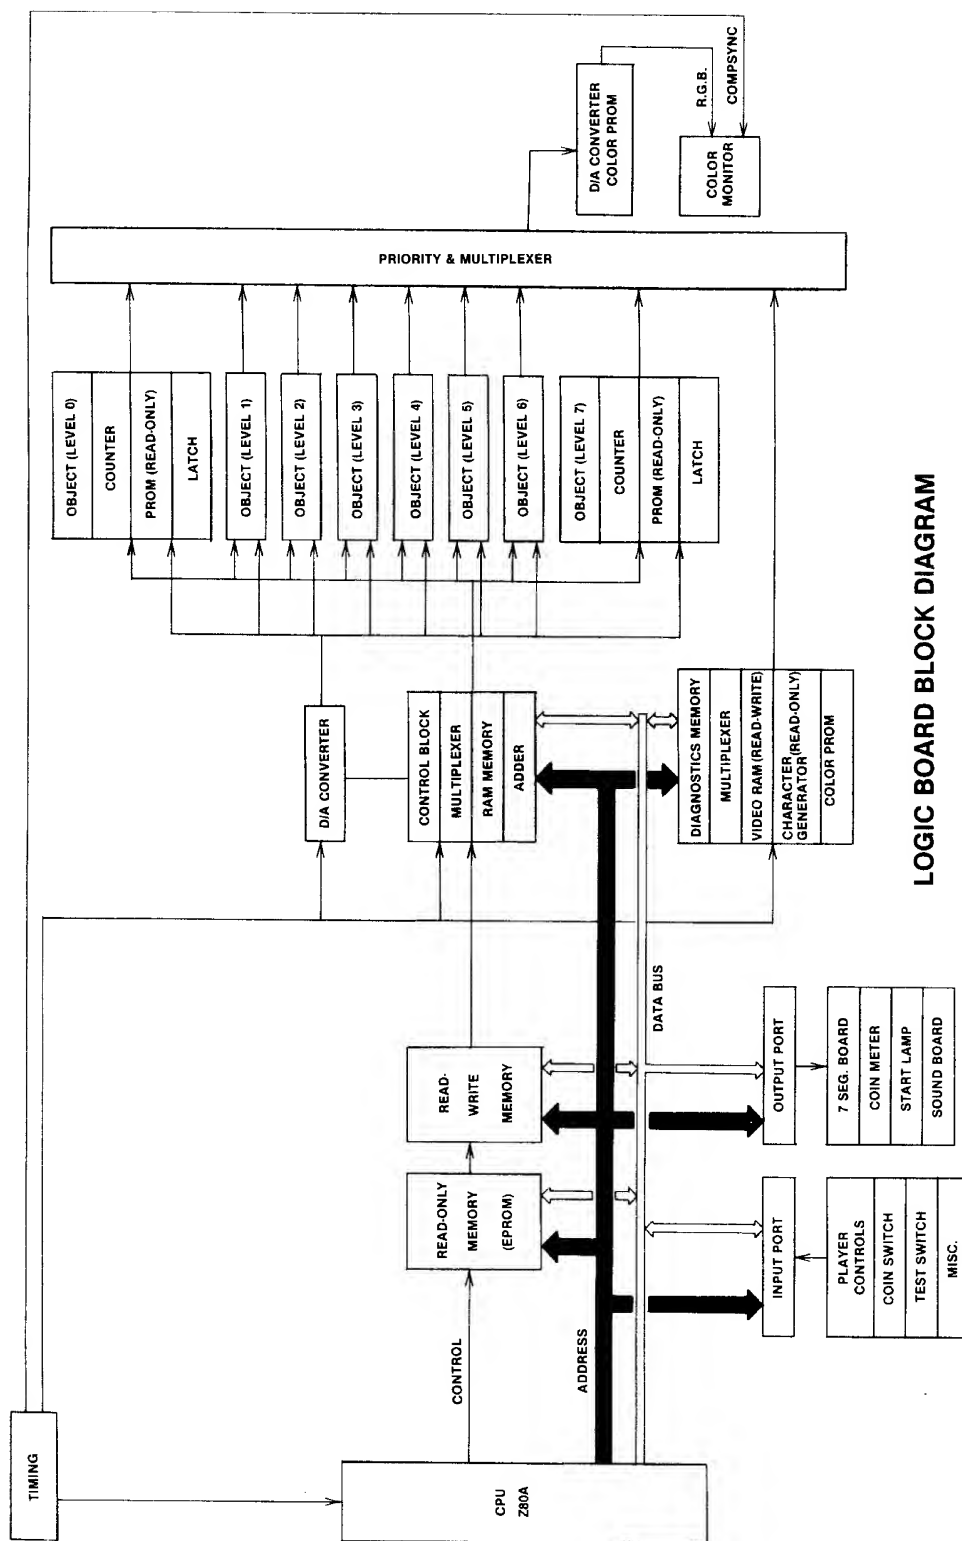 TIMING
CPU
Z80A
CONTROL
ADDRESS
DATA BUS
READ-ONLY
MEMORY
(EPROM)
READ-
WRITE
MEMORY
INPUT PORT
PLAYER
CONTROLS
COIN SWITCH
TEST SWITCH
MISC.
OUTPUT PORT
7 SEG. BOARD
COIN METER
START LAMP
SOUND BOARD
D/A CONVERTER
CONTROL BLOCK
MULTIPLEXER
RAM MEMORY
ADDER
DIAGNOSTICS MEMORY
MULTIPLEXER
VIDEO RAM (READ-WRITE)
CHARACTER (READ-ONLY)
GENERATOR
COLOR PROM
OBJECT (LEVEL 0)
COUNTER
PROM (READ-ONLY)
LATCH
OBJECT (LEVEL 1)
OBJECT (LEVEL 2)
OBJECT (LEVEL 3)
OBJECT (LEVEL 4)
OBJECT (LEVEL 5)
OBJECT (LEVEL 6)
OBJECT (LEVEL 7)
COUNTER
PROM (READ-ONLY)
LATCH
PRIORITY & MULTIPLEXER
D/A CONVERTER
COLOR PROM
R.G.B.
COMPSYNC
COLOR
MONITOR
LOGIC BOARD BLOCK DIAGRAM